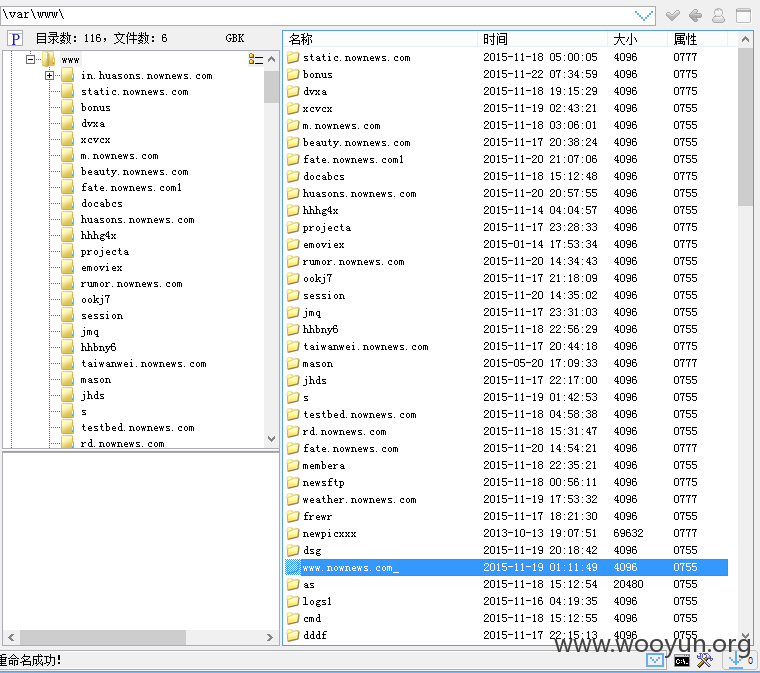 \var\www\
P 目录数: 116, 文件数: 6 GBK
www
in.huasons.nownews.com
static.nownews.com
bonus
dvxa
xcvcx
m.nownews.com
beauty.nownews.com
fate.nownews.com1
docabcs
huasons.nownews.com
hhhg4x
projecta
emoviex
rumor.nownews.com
ookj7
session
jmq
hhbny6
taiwanwei.nownews.com
mason
jhds
s
testbed.nownews.com
rd.nownews.com
名称 时间 大小 属性
static.nownews.com 2015-11-18 05:00:05 4096 0777
bonus 2015-11-22 07:34:59 4096 0775
dvxa 2015-11-18 19:15:29 4096 0775
xcvcx 2015-11-19 02:43:21 4096 0755
m.nownews.com 2015-11-18 03:06:01 4096 0755
beauty.nownews.com 2015-11-17 20:38:24 4096 0775
fate.nownews.com1 2015-11-20 21:07:06 4096 0775
docabcs 2015-11-18 15:12:48 4096 0775
huasons.nownews.com 2015-11-20 20:57:55 4096 0755
hhhg4x 2015-11-14 04:04:57 4096 0755
projecta 2015-11-17 23:28:33 4096 0775
emoviex 2015-01-14 17:53:34 4096 0775
rumor.nownews.com 2015-11-20 14:34:43 4096 0755
ookj7 2015-11-17 21:18:09 4096 0755
session 2015-11-20 14:35:02 4096 0755
jmq 2015-11-17 23:31:03 4096 0755
hhbny6 2015-11-18 22:56:29 4096 0755
taiwanwei.nownews.com 2015-11-17 20:44:18 4096 0775
mason 2015-05-20 17:09:33 4096 0777
jhds 2015-11-17 22:17:00 4096 0755
s 2015-11-19 01:42:53 4096 0755
testbed.nownews.com 2015-11-18 04:58:38 4096 0755
rd.nownews.com 2015-11-18 15:31:47 4096 0755
fate.nownews.com 2015-11-20 14:54:21 4096 0777
membera 2015-11-18 22:35:21 4096 0755
newsftp 2015-11-18 00:56:11 4096 0775
weather.nownews.com 2015-11-19 17:53:32 4096 0777
frewr 2015-11-17 18:21:30 4096 0755
newpicxxx 2013-10-13 19:07:51 69632 0777
dsg 2015-11-19 20:18:42 4096 0755
www.nownews.com_ 2015-11-19 01:11:49 4096 0755
as 2015-11-18 15:12:54 20480 0755
logs1 2015-11-16 04:19:35 4096 0755
cmd 2015-11-18 15:12:55 4096 0755
dddf 2015-11-17 22:15:13 4096 0755
www.wooyun.org
重命名成功!
C:\
0